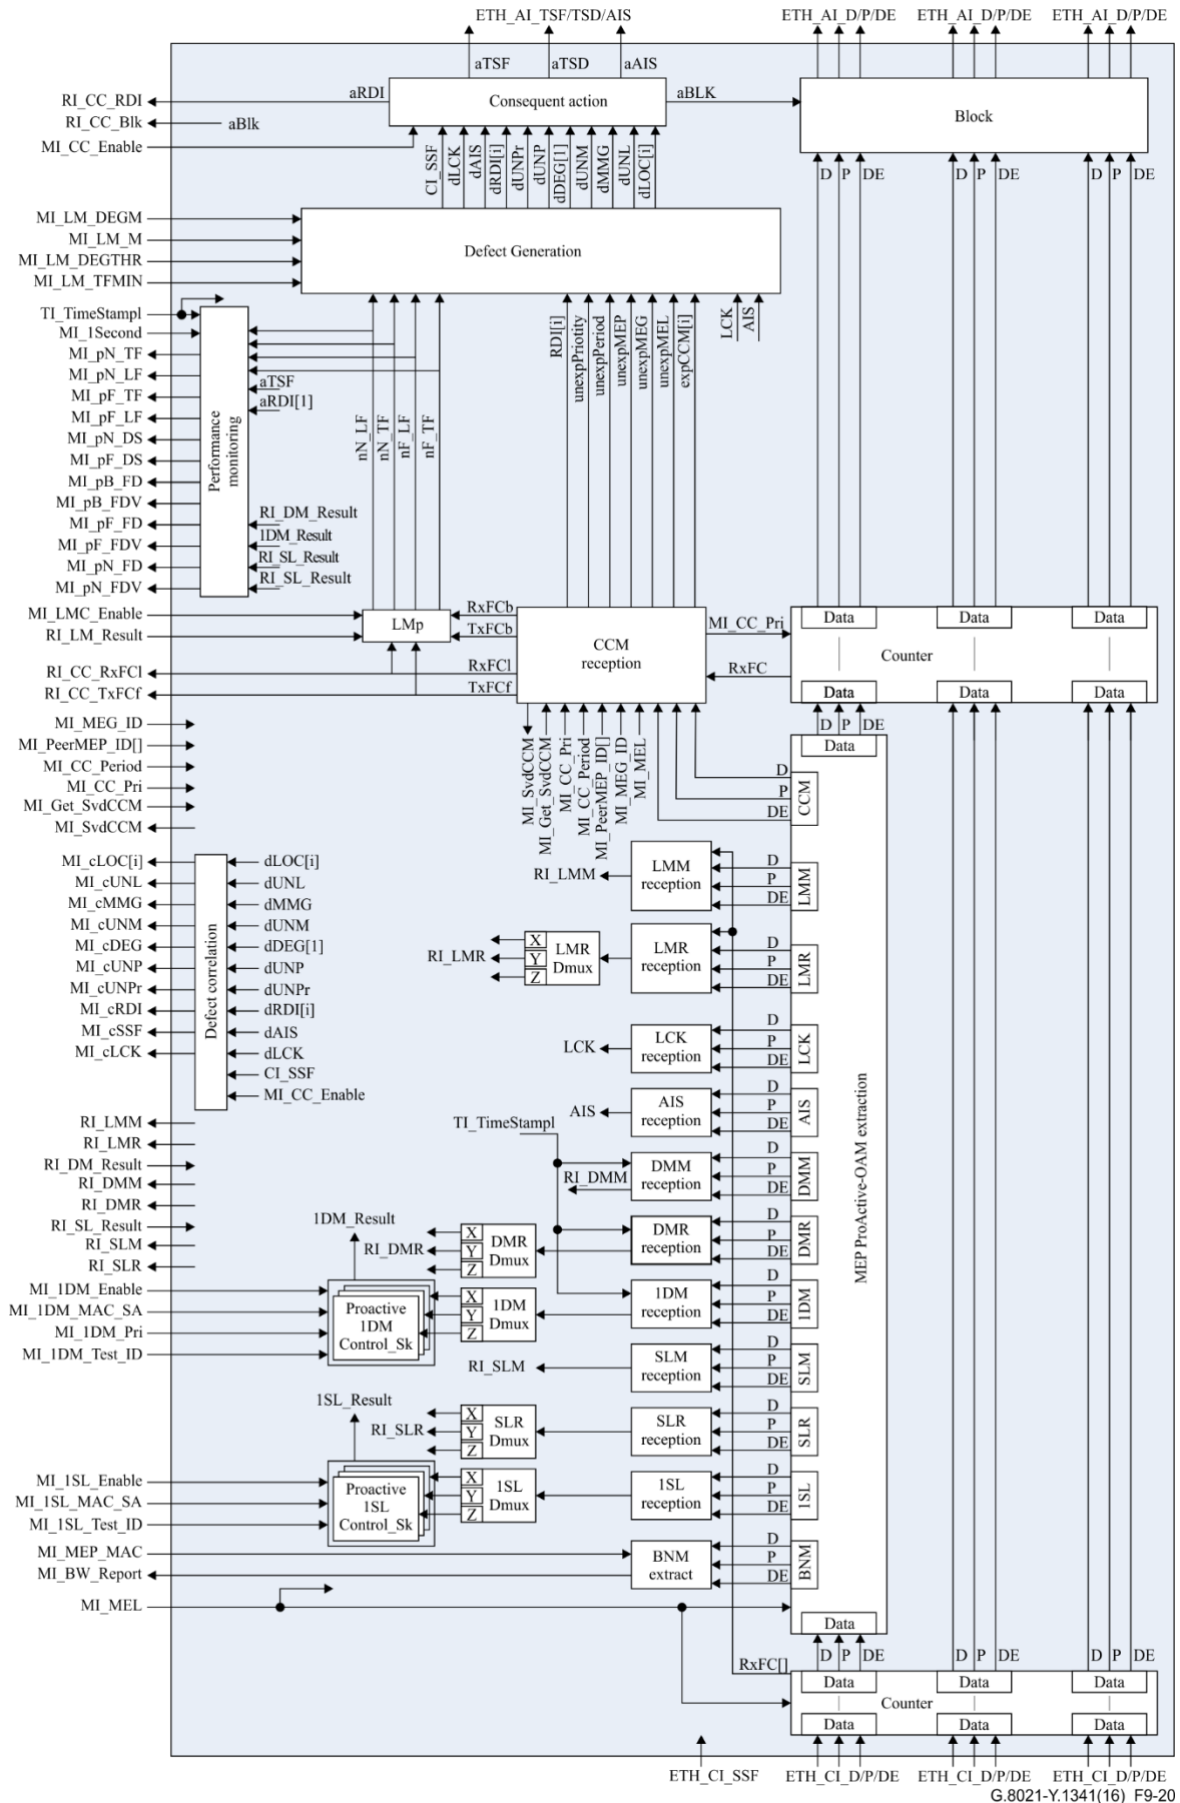 ETH_AI_TSF/TSD/AIS
ETH_AI_D/P/DE
ETH_AI_D/P/DE
ETH_AI_D/P/DE
aTSF
aTSD
aAIS
RI_CC_RDI
aRDI
Consequent action
aBLK
Block
RI_CC_Blk
aBlk
MI_CC_Enable
CI_SSF
dLCK
dAIS
dRDI[i]
dUNPr
dUNP
dDEG[1]
dUNM
dMMG
dUNL
dLOC[i]
D P DE
D P DE
D P DE
MI_LM_DEGM
MI_LM_M
MI_LM_DEGTHR
MI_LM_TFMIN
Defect Generation
TI_TimeStampl
MI_1Second
MI_pN_TF
MI_pN_LF
MI_pF_TF
MI_pF_LF
MI_pN_DS
MI_pF_DS
MI_pB_FD
MI_pB_FDV
MI_pF_FD
MI_pF_FDV
MI_pN_FD
MI_pN_FDV
Performance
monitoring
aTSF
aRDI[1]
RI_DM_Result
1DM_Result
RI_SL_Result
RI_SL_Result
nN_LF
nN_TF
nF_LF
nF_TF
RDI[i]
unexpPriotity
unexpPeriod
unexpMEP
unexpMEG
unexpMEL
expCCM[i]
LCK
AIS
MI_LMC_Enable
RI_LM_Result
LMp
RxFCb
TxFCb
RxFCl
TxFCf
CCM
reception
MI_CC_Pri
RxFC
Data
Data
Data
Counter
Data
Data
Data
RI_CC_RxFCl
RI_CC_TxFCf
MI_MEG_ID
MI_PeerMEP_ID[]
MI_CC_Period
MI_CC_Pri
MI_Get_SvdCCM
MI_SvdCCM
MI_SvdCCM
MI_Get_SvdCCM
MI_CC_Pri
MI_CC_Period
MI_PeerMEP_ID[]
MI_MEG_ID
MI_MEL
D P DE
Data
D
P
DE
CCM
MI_cLOC[i]
MI_cUNL
MI_cMMG
MI_cUNM
MI_cDEG
MI_cUNP
MI_cUNPr
MI_cRDI
MI_cSSF
MI_cLCK
Defect correlation
dLOC[i]
dUNL
dMMG
dUNM
dDEG[1]
dUNP
dUNPr
dRDI[i]
dAIS
dLCK
CI_SSF
MI_CC_Enable
RI_LMM
LMM
reception
D
P
DE
LMM
RI_LMR
X
Y
Z
LMR
Dmux
LMR
reception
D
P
DE
LMR
LCK
LCK
reception
D
P
DE
LCK
AIS
AIS
reception
D
P
DE
AIS
MEP ProActive-OAM extraction
TI_TimeStampl
RI_DMM
DMM
reception
D
P
DE
DMM
RI_LMM
RI_LMR
RI_DM_Result
RI_DMM
RI_DMR
RI_SL_Result
RI_SLM
RI_SLR
1DM_Result
RI_DMR
X
Y
Z
DMR
Dmux
DMR
reception
D
P
DE
DMR
MI_1DM_Enable
MI_1DM_MAC_SA
MI_1DM_Pri
MI_1DM_Test_ID
Proactive
1DM
Control_Sk
X
Y
Z
1DM
Dmux
1DM
reception
D
P
DE
1DM
RI_SLM
SLM
reception
D
P
DE
SLM
1SL_Result
RI_SLR
X
Y
Z
SLR
Dmux
SLR
reception
D
P
DE
SLR
MI_1SL_Enable
MI_1SL_MAC_SA
MI_1SL_Test_ID
Proactive
1SL
Control_Sk
X
Y
Z
1SL
Dmux
1SL
reception
D
P
DE
1SL
MI_MEP_MAC
MI_BW_Report
BNM
extract
D
P
DE
BNM
MI_MEL
Data
D P DE
D P DE
D P DE
RxFC[]
Data
Data
Data
Counter
Data
Data
Data
ETH_CI_SSF
ETH_CI_D/P/DE
ETH_CI_D/P/DE
ETH_CI_D/P/DE
G.8021-Y.1341(16) F9-20